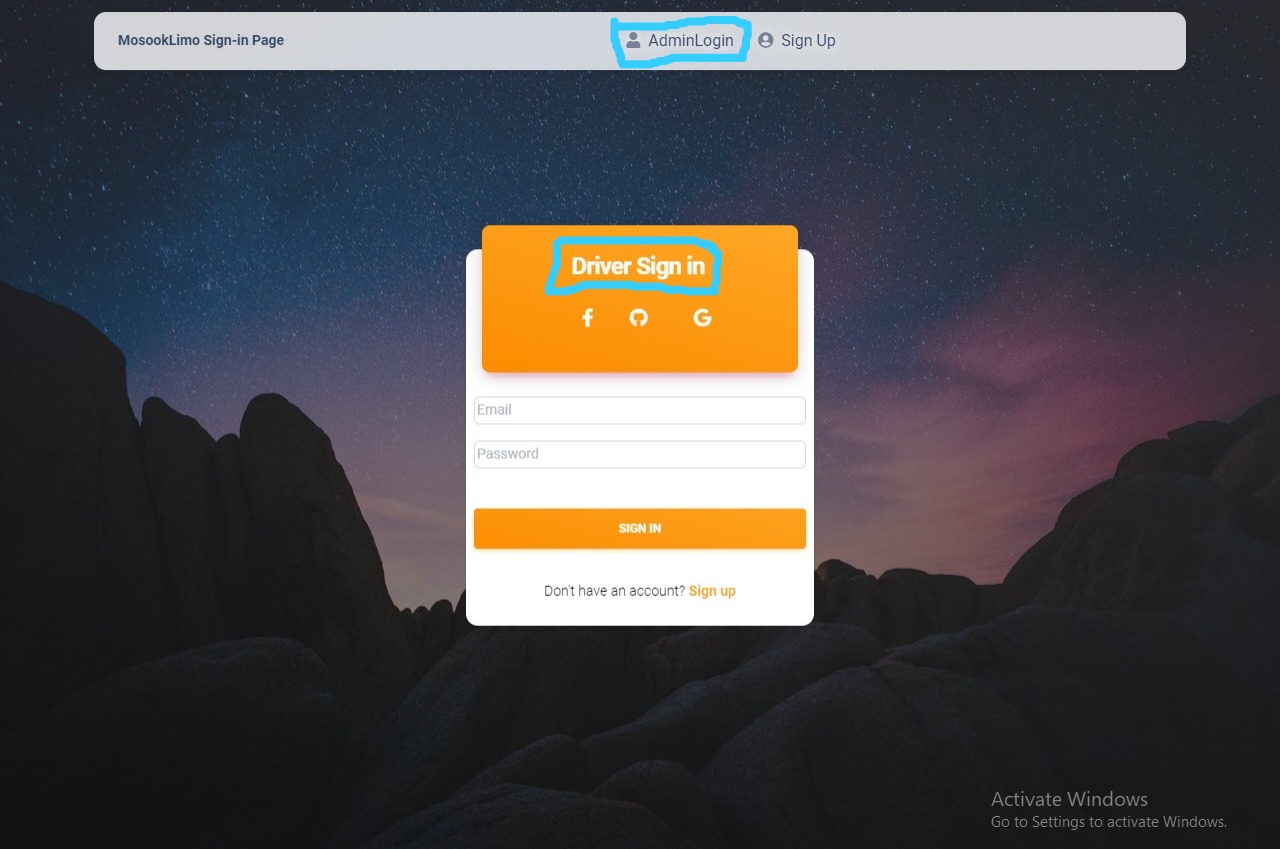 MosookLimo Sign-in Page
AdminLogin
Sign Up
Driver Sign in
Email
Password
SIGN IN
Don't have an account? Sign up
Activate Windows
Go to Settings to activate Windows.